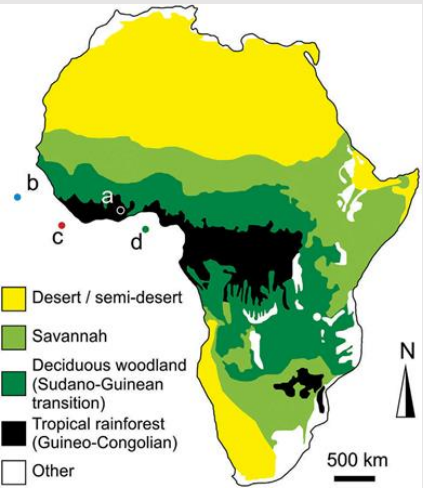 b
a
c
d
Desert / semi-desert
Savannah
Deciduous woodland
(Sudano-Guinean
transition)
Tropical rainforest
(Guineo-Congolian)
Other
N
500 km